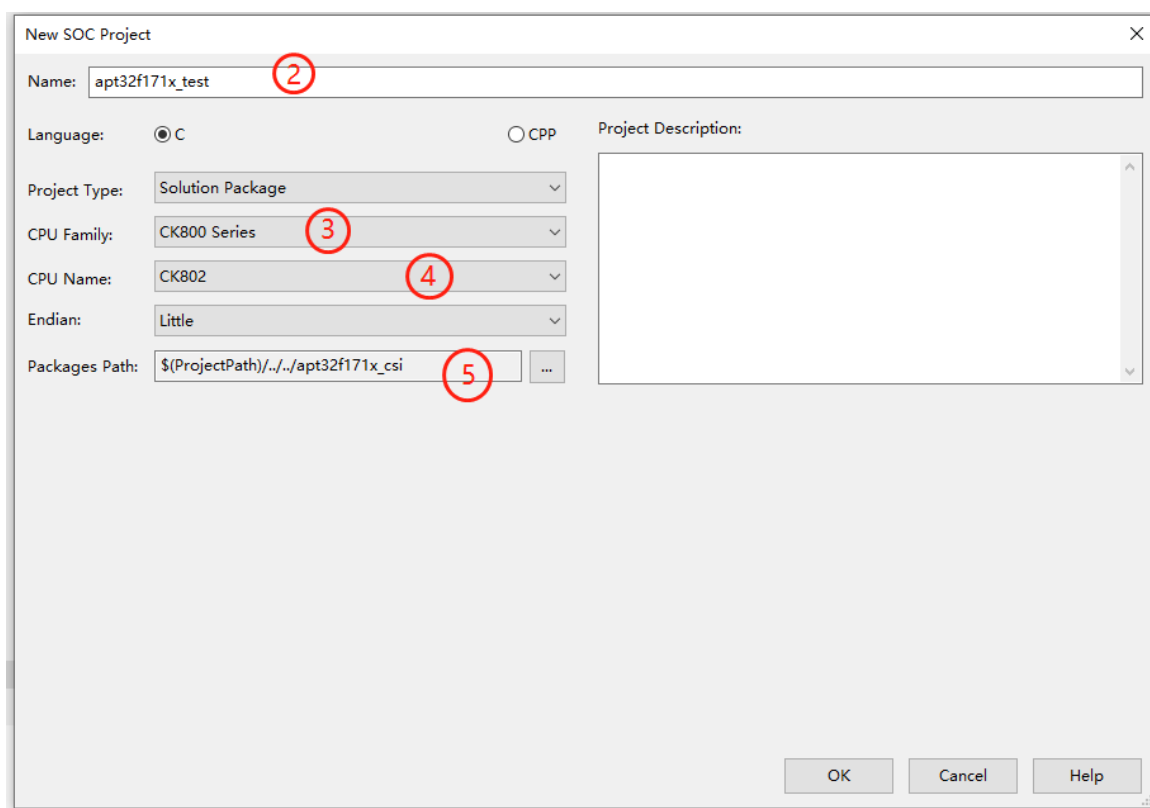 New SOC Project
Name: apt32f171x_test ②
Language: C CPP
Project Description:
Project Type: Solution Package
CPU Family: CK800 Series ③
CPU Name: CK802 ④
Endian: Little
Packages Path: $(ProjectPath)/../../apt32f171x_csi ⑤ ...
OK Cancel Help